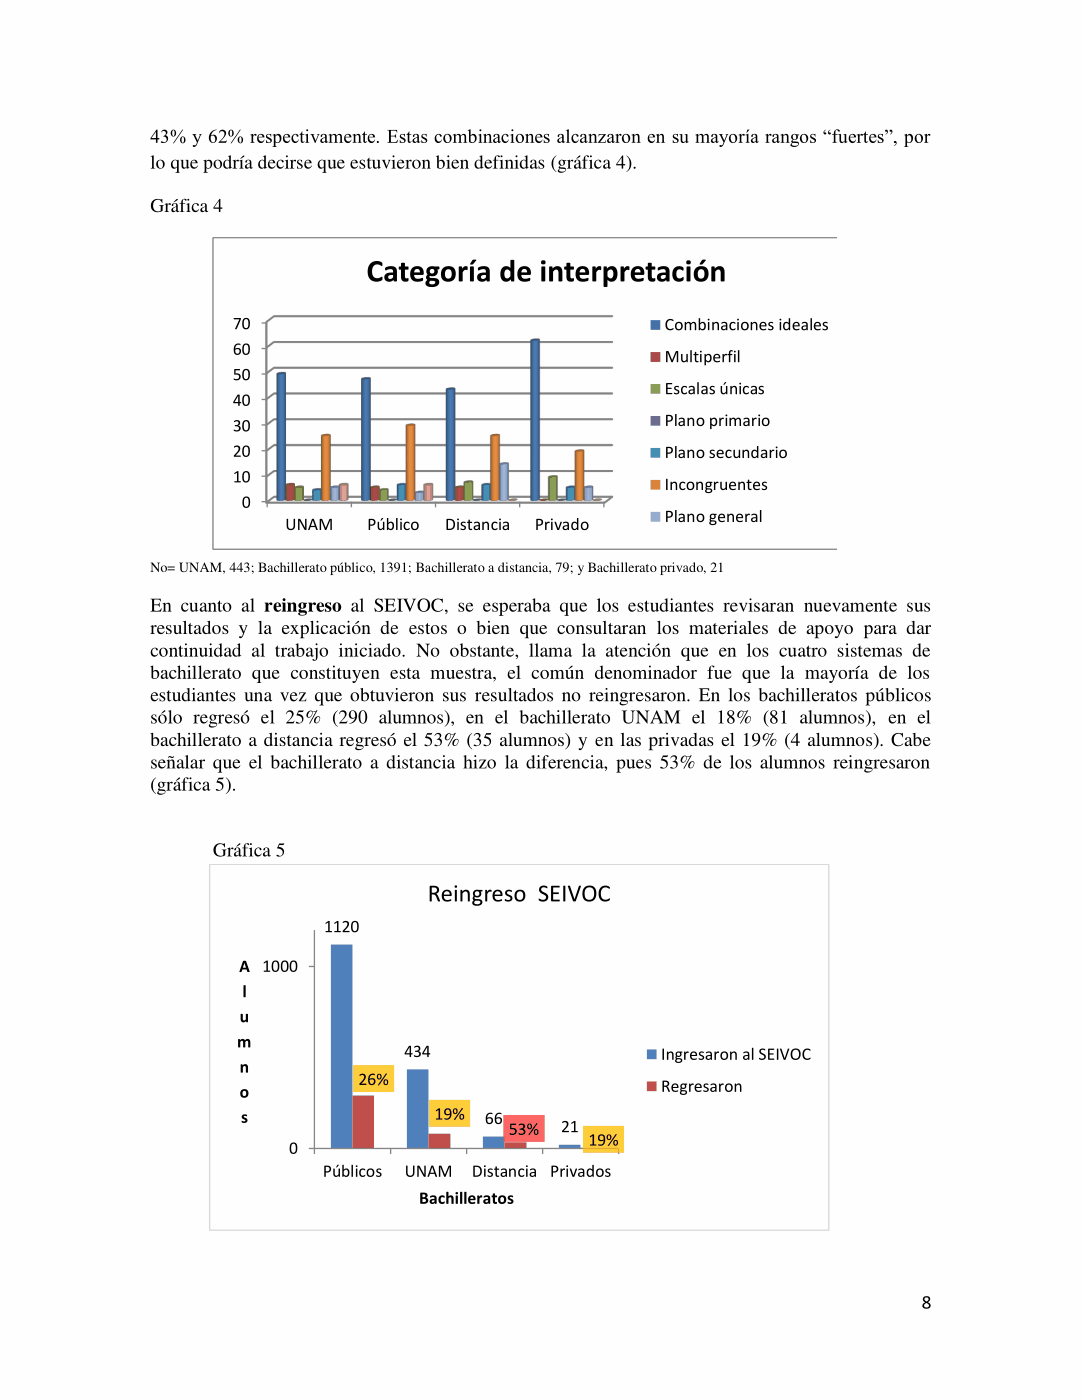 43% y 62% respectivamente. Estas combinaciones alcanzaron en su mayoría rangos “fuertes”, por
lo que podría decirse que estuvieron bien definidas (gráfica 4).
Gráfica 4
Categoría de interpretación
70
60
50
40
30
20
10
0
UNAM Público Distancia Privado
Combinaciones ideales
Multiperfil
Escalas únicas
Plano primario
Plano secundario
Incongruentes
Plano general
No= UNAM, 443; Bachillerato público, 1391; Bachillerato a distancia, 79; y Bachillerato privado, 21
En cuanto al reingreso al SEIVOC, se esperaba que los estudiantes revisaran nuevamente sus
resultados y la explicación de estos o bien que consultaran los materiales de apoyo para dar
continuidad al trabajo iniciado. No obstante, llama la atención que en los cuatro sistemas de
bachillerato que constituyen esta muestra, el común denominador fue que la mayoría de los
estudiantes una vez que obtuvieron sus resultados no reingresaron. En los bachilleratos públicos
sólo regresó el 25% (290 alumnos), en el bachillerato UNAM el 18% (81 alumnos), en el
bachillerato a distancia regresó el 53% (35 alumnos) y en las privadas el 19% (4 alumnos). Cabe
señalar que el bachillerato a distancia hizo la diferencia, pues 53% de los alumnos reingresaron
(gráfica 5).
Gráfica 5
Reingreso SEIVOC
Alumnos
1000
0
1120
26%
434
19%
66
53%
21
19%
Públicos UNAM Distancia Privados
Bachilleratos
Ingresaron al SEIVOC
Regresaron
8